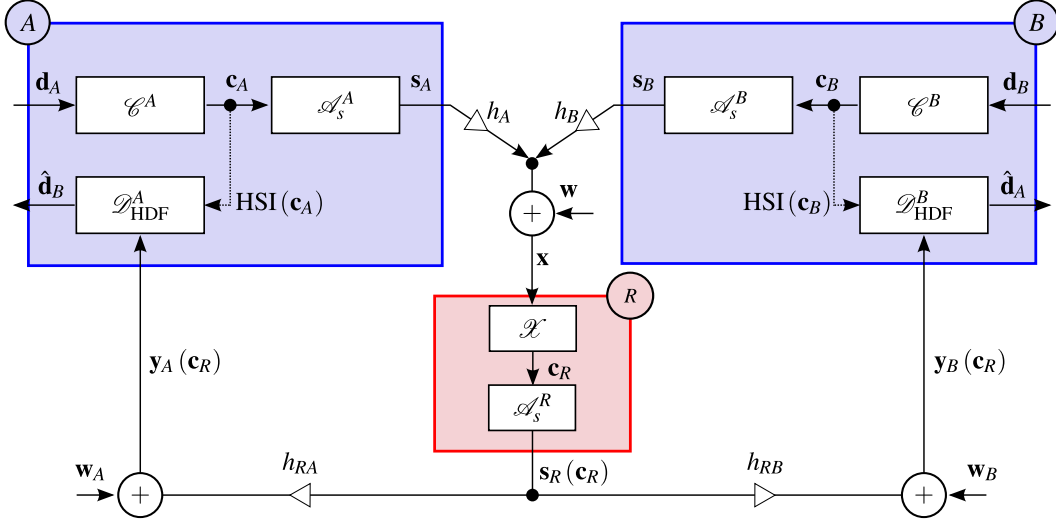 A
B
𝐝_A
𝐜_A
𝐬_A
𝐬_B
𝐜_B
𝐝_B
𝒞^A
𝒜_s^A
h_A
h_B
𝒜_s^B
𝒞^B
𝐝̂_B
𝒟_HDF^A
HSI(𝐜_A)
𝐰
+
HSI(𝐜_B)
𝒟_HDF^B
𝐝̂_A
𝐱
R
𝒳
𝐜_R
𝐲_A(𝐜_R)
𝐲_B(𝐜_R)
𝒜_s^R
𝐰_A
+
h_RA
𝐬_R(𝐜_R)
h_RB
+
𝐰_B